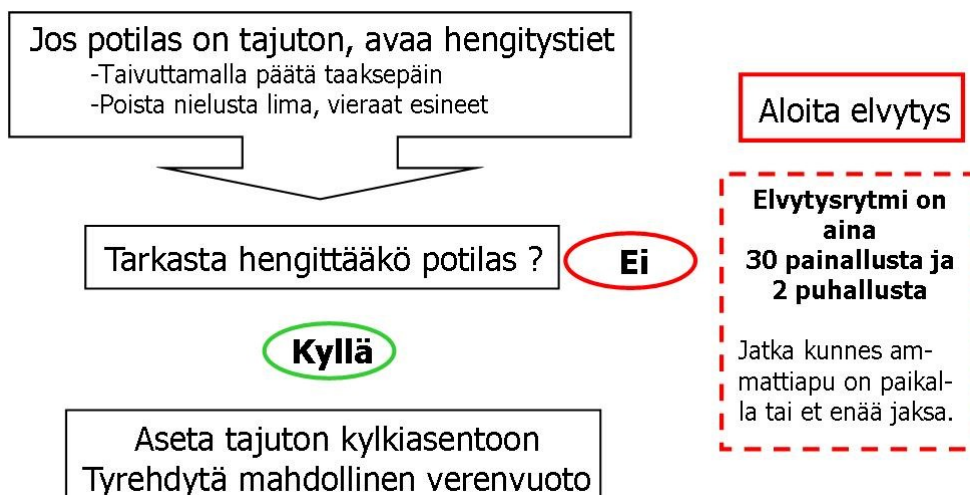 Jos potilas on tajuton, avaa hengitystiet
-Taivuttamalla päätä taaksepäin
-Poista nielusta lima, vieraat esineet
Aloita elvytys
Tarkasta hengittääkö potilas ?
Ei
Elvytysrytmi on
aina
30 painallusta ja
2 puhallusta
Jatka kunnes am-
mattiapu on paikal-
la tai et enää jaksa.
Kyllä
Aseta tajuton kylkiasentoon
Tyrehdytä mahdollinen verenvuoto